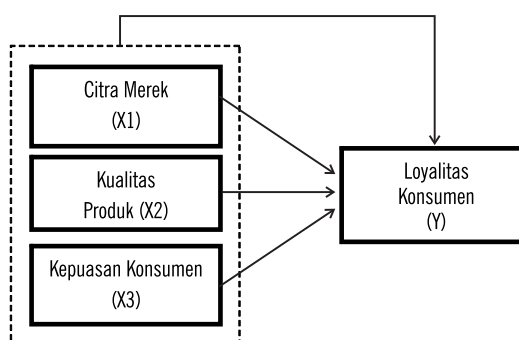 Citra Merek
(X1)
Kualitas
Produk (X2)
Kepuasan Konsumen
(X3)
Loyalitas
Konsumen
(Y)